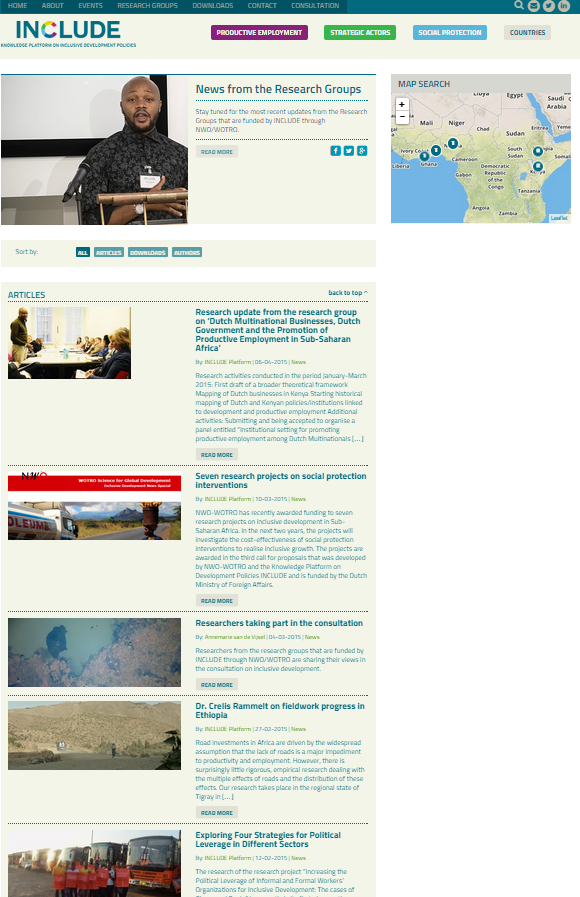 HOME ABOUT EVENTS RESEARCH GROUPS DOWNLOADS CONTACT CONSULTATION
INCLUDE
KNOWLEDGE PLATFORM ON INCLUSIVE DEVELOPMENT POLICIES
PRODUCTIVE EMPLOYMENT STRATEGIC ACTORS SOCIAL PROTECTION COUNTRIES
News from the Research Groups
Stay tuned for the most recent updates from the Research
Groups that are funded by INCLUDE through
NWO/WOTRO.
READ MORE
MAP SEARCH
+
−
Libya
Egypt
Saudi
Arabia
Mali
Niger
Chad
Sudan
Eritrea
Yemen
Ghana
Liberia
Cameroon
South
Sudan
Gabon
Democratic
Republic
of the
Congo
Tanzania
Angola
Zambia
Leaflet
Sort by: ALL ARTICLES DOWNLOADS AUTHORS
ARTICLES
back to top ^
Research update from the research group
on 'Dutch Multinational Businesses, Dutch
Government and the Promotion of
Productive Employment in Sub-Saharan
Africa'
By: INCLUDE Platform | 06-04-2015 | News
Research activities conducted in the period January-March
2015: First draft of a broader theoretical framework
Mapping of Dutch businesses in Kenya Starting historical
mapping of Dutch and Kenyan policies/institutions linked
to development and productive employment Additional
activities: Submitting and being accepted to organise a
panel entitled "Institutional setting for promoting
productive employment among Dutch Multinationals [...]
READ MORE
NWO
WOTRO Science for Global Development
Inclusive Development News Special
OLEUM
Seven research projects on social protection
interventions
By: INCLUDE Platform | 10-03-2015 | News
NWO-WOTRO has recently awarded funding to seven
research projects on inclusive development in Sub-
Saharan Africa. In the next two years, the projects will
investigate the cost-effectiveness of social protection
interventions to realise inclusive growth. The projects are
awarded in the third call for proposals that was developed
by NWO-WOTRO and the Knowledge Platform on
Development Policies INCLUDE and is funded by the Dutch
Ministry of Foreign Affairs.
READ MORE
Researchers taking part in the consultation
By: Annemarie van de Vijsel | 04-03-2015 | News
Researchers from the research groups that are funded by
INCLUDE through NWO/WOTRO are sharing their views in
the consultation on inclusive development.
READ MORE
Dr. Crelis Rammelt on fieldwork progress in
Ethiopia
By: INCLUDE Platform | 27-02-2015 | News
Road investments in Africa are driven by the widespread
assumption that the lack of roads is a major impediment
to productivity and employment. However, there is
surprisingly little rigorous, empirical research dealing with
the multiple effects of roads and the distribution of these
effects. Our research takes place in the regional state of
Tigray in [...]
READ MORE
Exploring Four Strategies for Political
Leverage in Different Sectors
By: INCLUDE Platform | 12-02-2015 | News
The research of the research project "Increasing the
Political Leverage of Informal and Formal Workers'
Organizations for Inclusive Development: The cases of